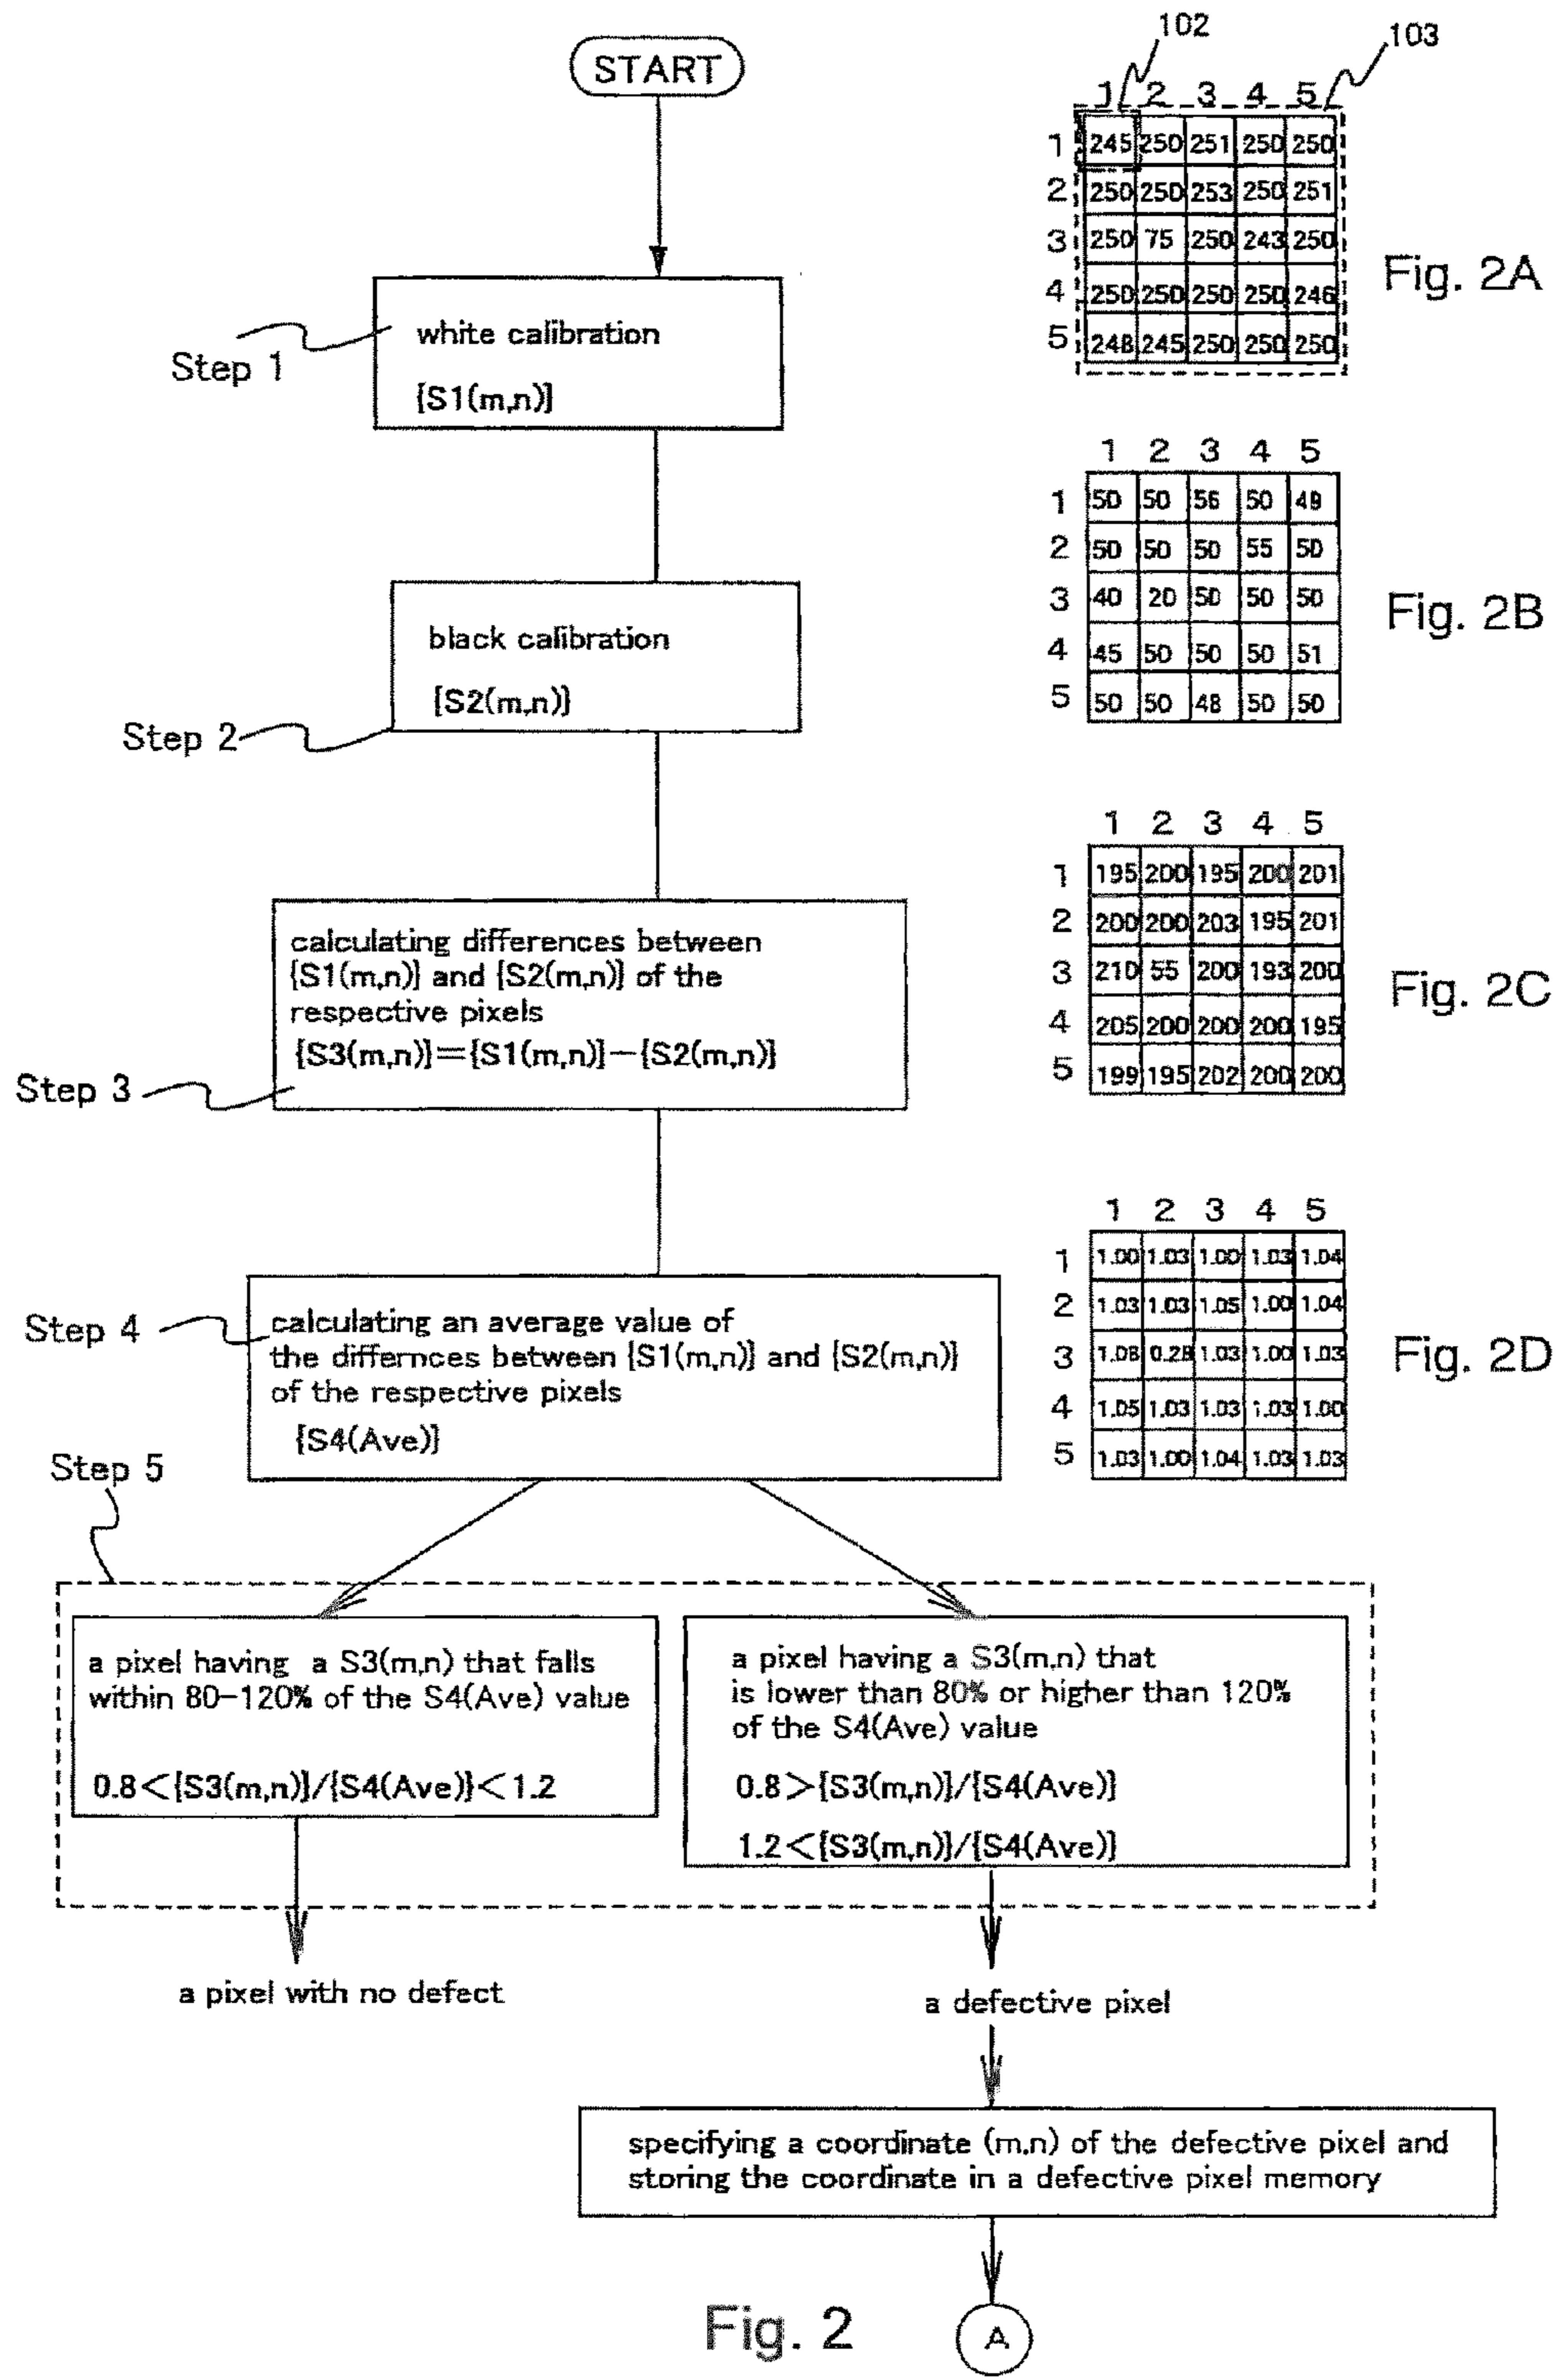 START
102
103
1 2 3 4 5
1 245 250 251 250 250
2 250 250 253 250 251
3 250 75 250 243 250
4 250 250 250 250 246
5 248 245 250 250 250
Fig. 2A
white calibration
{S1(m,n)}
Step 1
1 2 3 4 5
1 50 50 56 50 49
2 50 50 50 55 50
3 40 20 50 50 50
4 45 50 50 50 51
5 50 50 48 50 50
Fig. 2B
black calibration
{S2(m,n)}
Step 2
1 2 3 4 5
1 195 200 195 200 201
2 200 200 203 195 201
3 210 55 200 193 200
4 205 200 200 200 195
5 199 195 202 200 200
Fig. 2C
calculating differences between
{S1(m,n)} and {S2(m,n)} of the
respective pixels
{S3(m,n)}={S1(m,n)}−{S2(m,n)}
Step 3
1 2 3 4 5
1 1.00 1.03 1.00 1.03 1.04
2 1.03 1.03 1.05 1.00 1.04
3 1.08 0.28 1.03 1.00 1.03
4 1.05 1.03 1.03 1.03 1.00
5 1.03 1.00 1.04 1.03 1.03
Fig. 2D
Step 4
calculating an average value of
the differnces between {S1(m,n)} and {S2(m,n)}
of the respective pixels
{S4(Ave)}
Step 5
a pixel having a S3(m,n) that falls
within 80-120% of the S4(Ave) value
0.8<{S3(m,n)}/{S4(Ave)}<1.2
a pixel having a S3(m,n) that
is lower than 80% or higher than 120%
of the S4(Ave) value
0.8>{S3(m,n)}/{S4(Ave)}
1.2<{S3(m,n)}/{S4(Ave)}
a pixel with no defect
a defective pixel
specifying a coordinate (m,n) of the defective pixel and
storing the coordinate in a defective pixel memory
A
Fig. 2